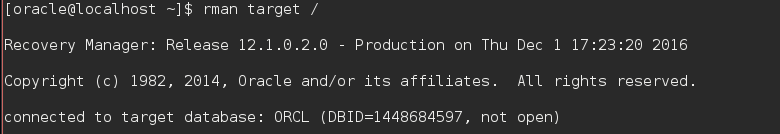 [oracle@localhost ~]$ rman target /
Recovery Manager: Release 12.1.0.2.0 - Production on Thu Dec 1 17:23:20 2016
Copyright (c) 1982, 2014, Oracle and/or its affiliates.  All rights reserved.
connected to target database: ORCL (DBID=1448684597, not open)